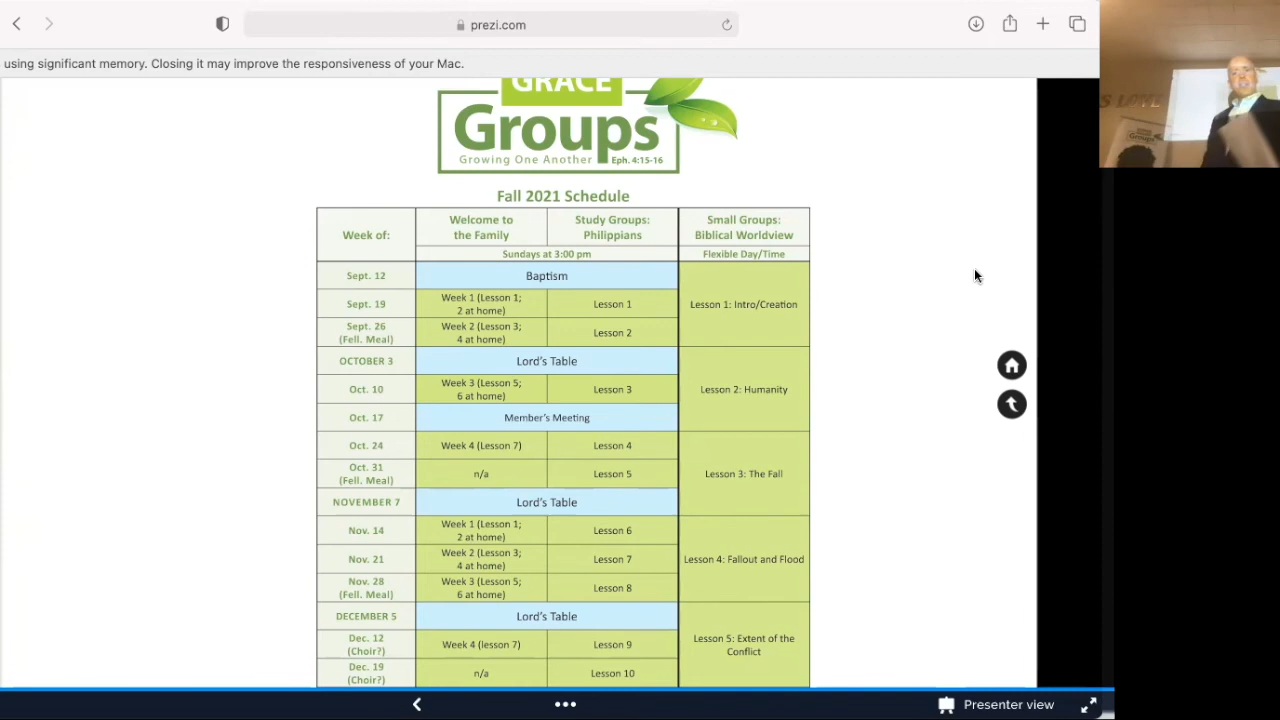 prezi.com
using significant memory. Closing it may improve the responsiveness of your Mac.
GRACE
Groups
Growing One Another Eph. 4:15-16
Fall 2021 Schedule
Week of:
Welcome to
the Family
Study Groups:
Philippians
Small Groups:
Biblical Worldview
Sundays at 3:00 pm
Flexible Day/Time
Sept. 12
Baptism
Lesson 1: Intro/Creation
Sept. 19
Week 1 (Lesson 1;
2 at home)
Lesson 1
Sept. 26
(Fell. Meal)
Week 2 (Lesson 3;
4 at home)
Lesson 2
OCTOBER 3
Lord's Table
Lesson 2: Humanity
Oct. 10
Week 3 (Lesson 5;
6 at home)
Lesson 3
Oct. 17
Member's Meeting
Oct. 24
Week 4 (Lesson 7)
Lesson 4
Lesson 3: The Fall
Oct. 31
(Fell. Meal)
n/a
Lesson 5
NOVEMBER 7
Lord's Table
Nov. 14
Week 1 (Lesson 1;
2 at home)
Lesson 6
Lesson 4: Fallout and Flood
Nov. 21
Week 2 (Lesson 3;
4 at home)
Lesson 7
Nov. 28
(Fell. Meal)
Week 3 (Lesson 5;
6 at home)
Lesson 8
DECEMBER 5
Lord's Table
Lesson 5: Extent of the
Conflict
Dec. 12
(Choir?)
Week 4 (lesson 7)
Lesson 9
Dec. 19
(Choir?)
n/a
Lesson 10
Presenter view